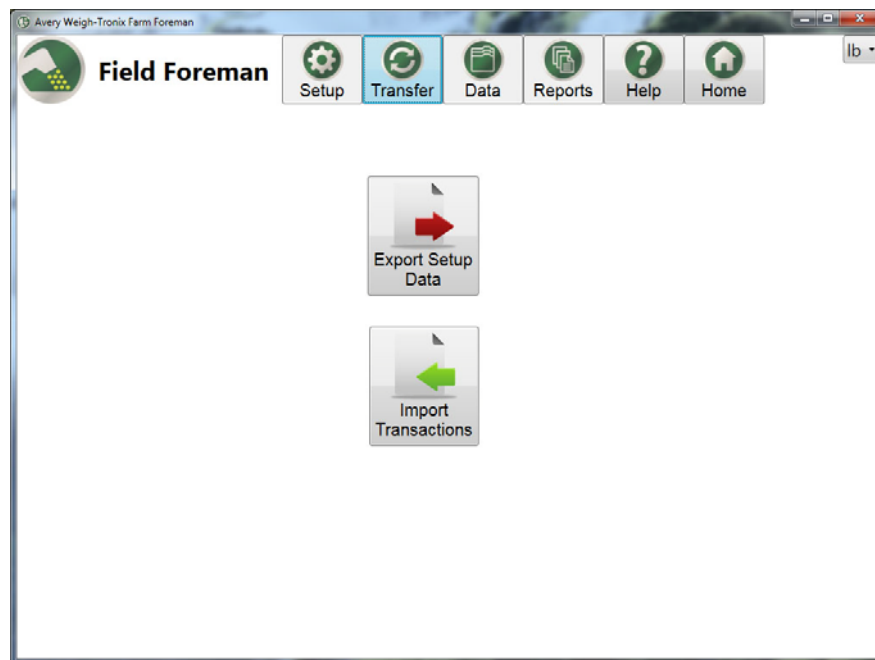 Avery Weigh-Tronix Farm Foreman
Field Foreman
Setup
Transfer
Data
Reports
Help
Home
lb
Export Setup
Data
Import
Transactions